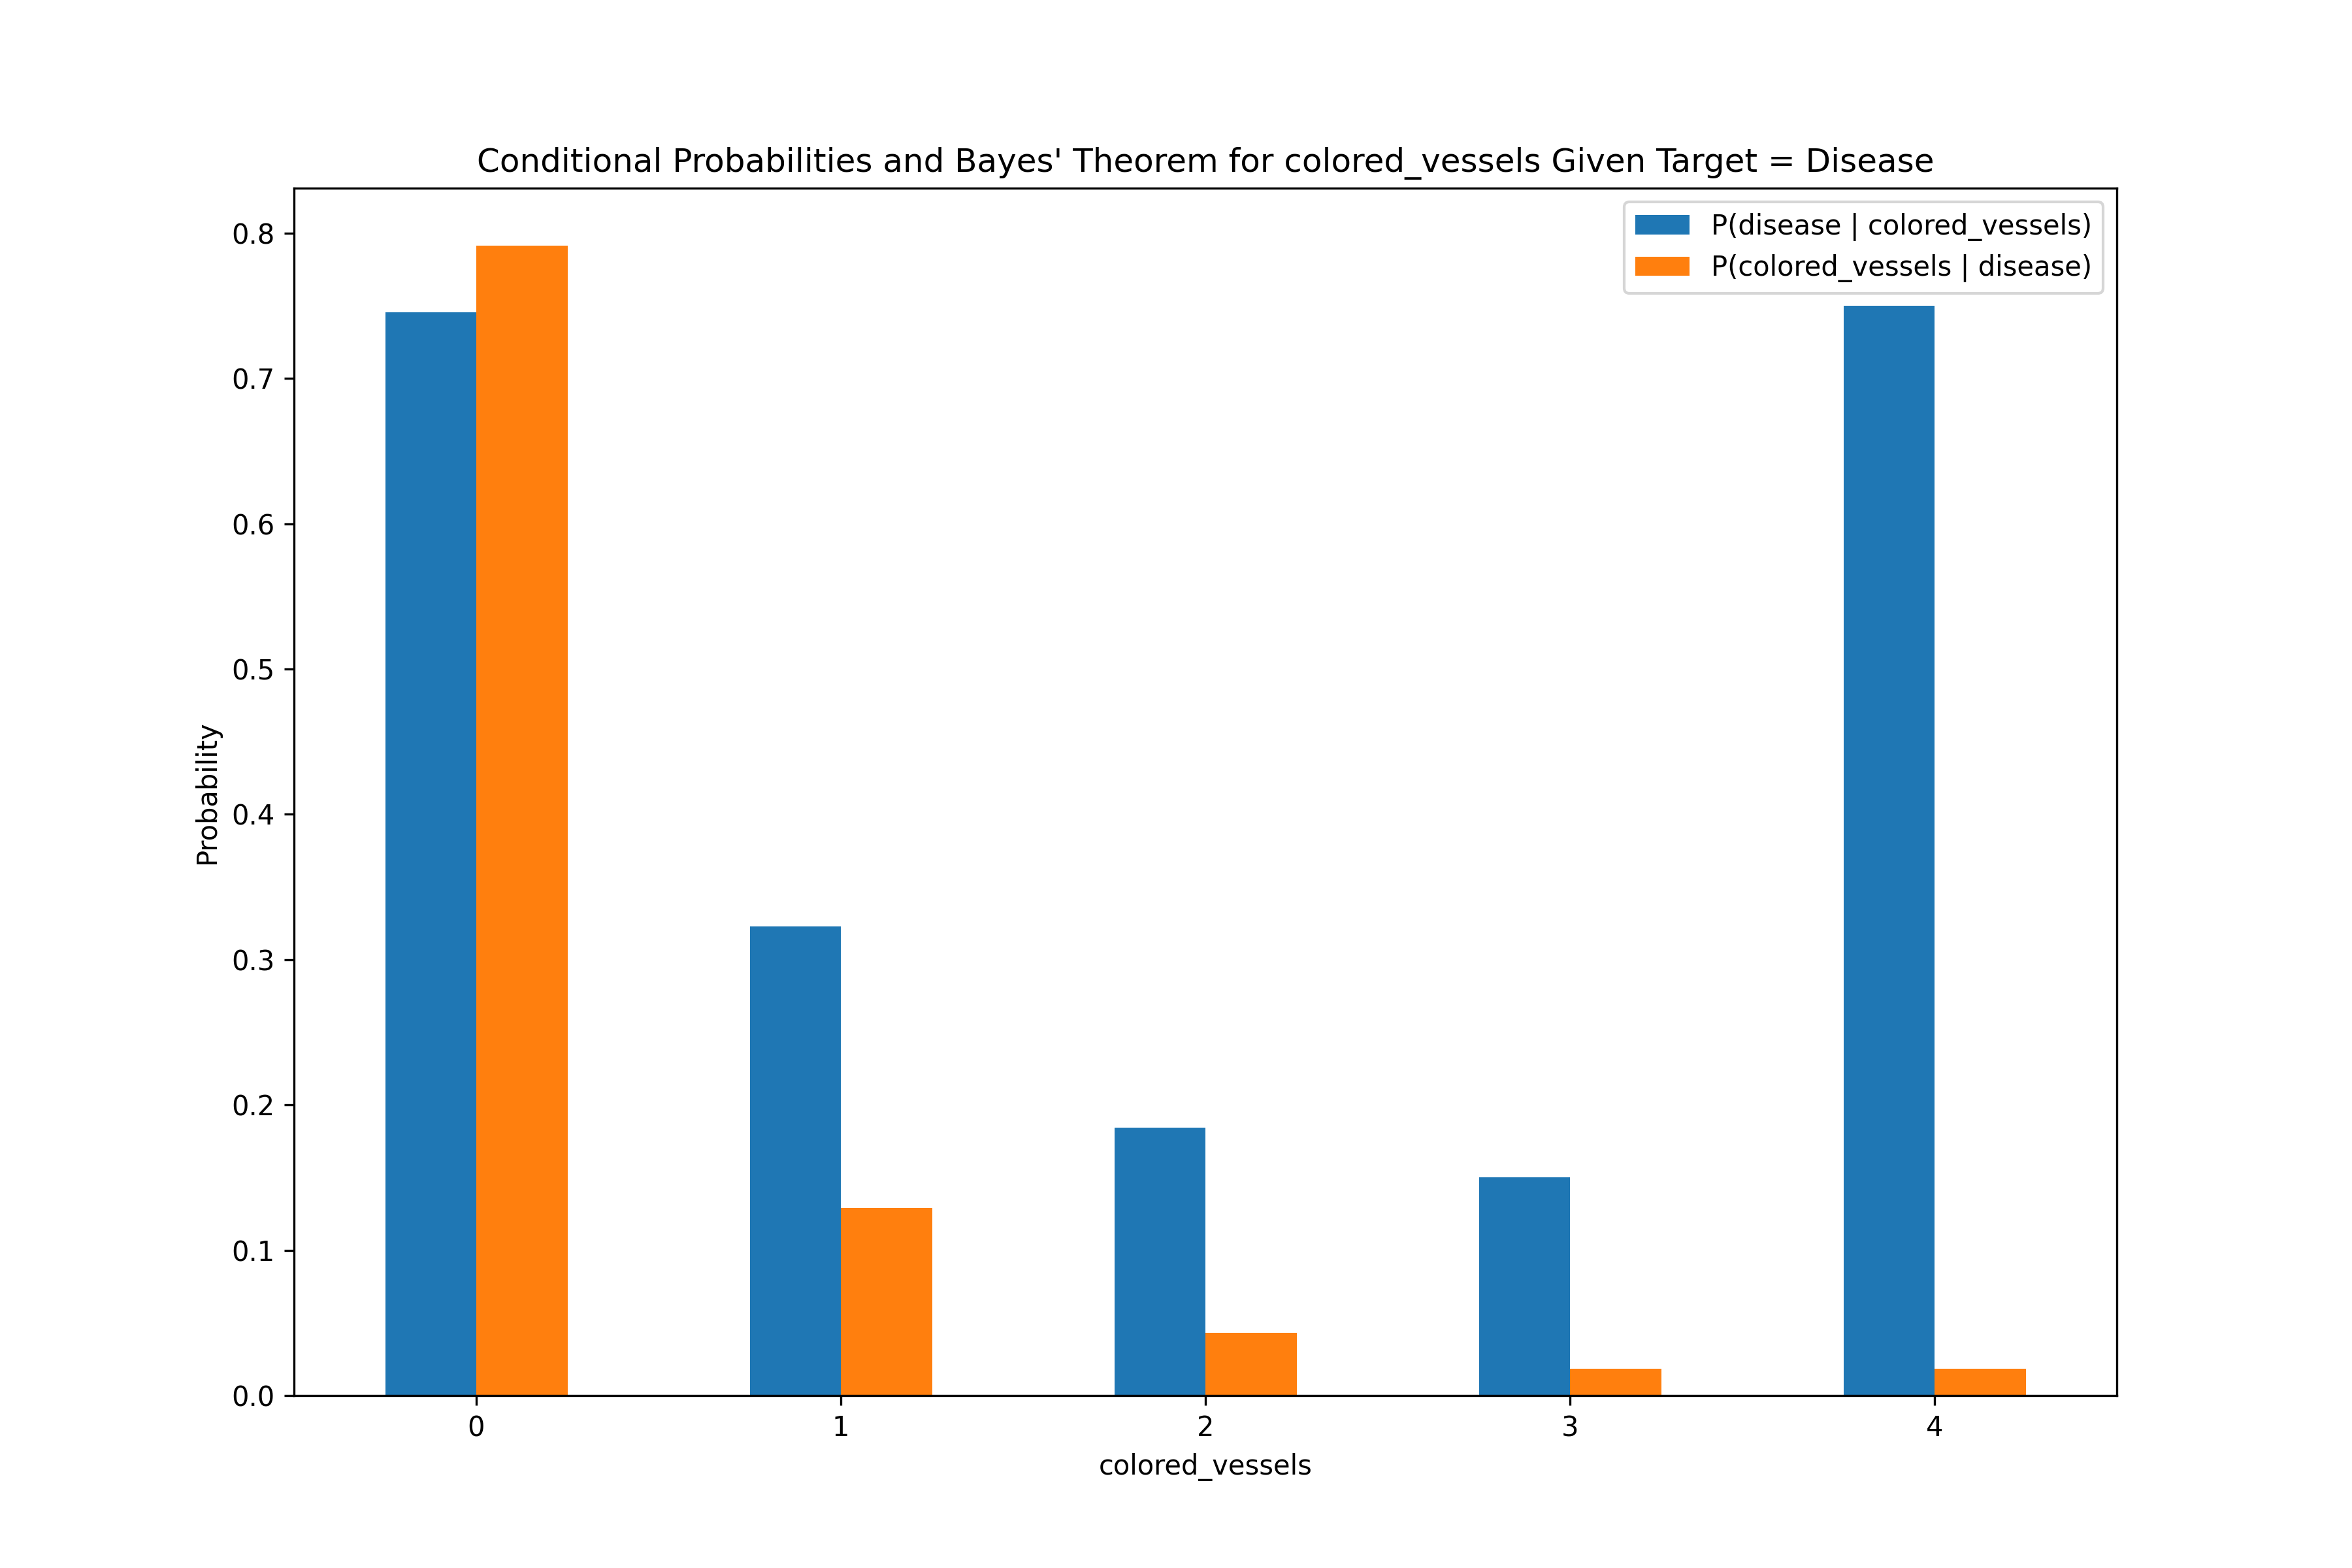 Conditional Probabilities and Bayes' Theorem for colored_vessels Given Target = Disease
P(disease | colored_vessels)
P(colored_vessels | disease)
0.8
0.7
0.6
0.5
0.4
0.3
0.2
0.1
0.0
Probability
0 1 2 3 4
colored_vessels